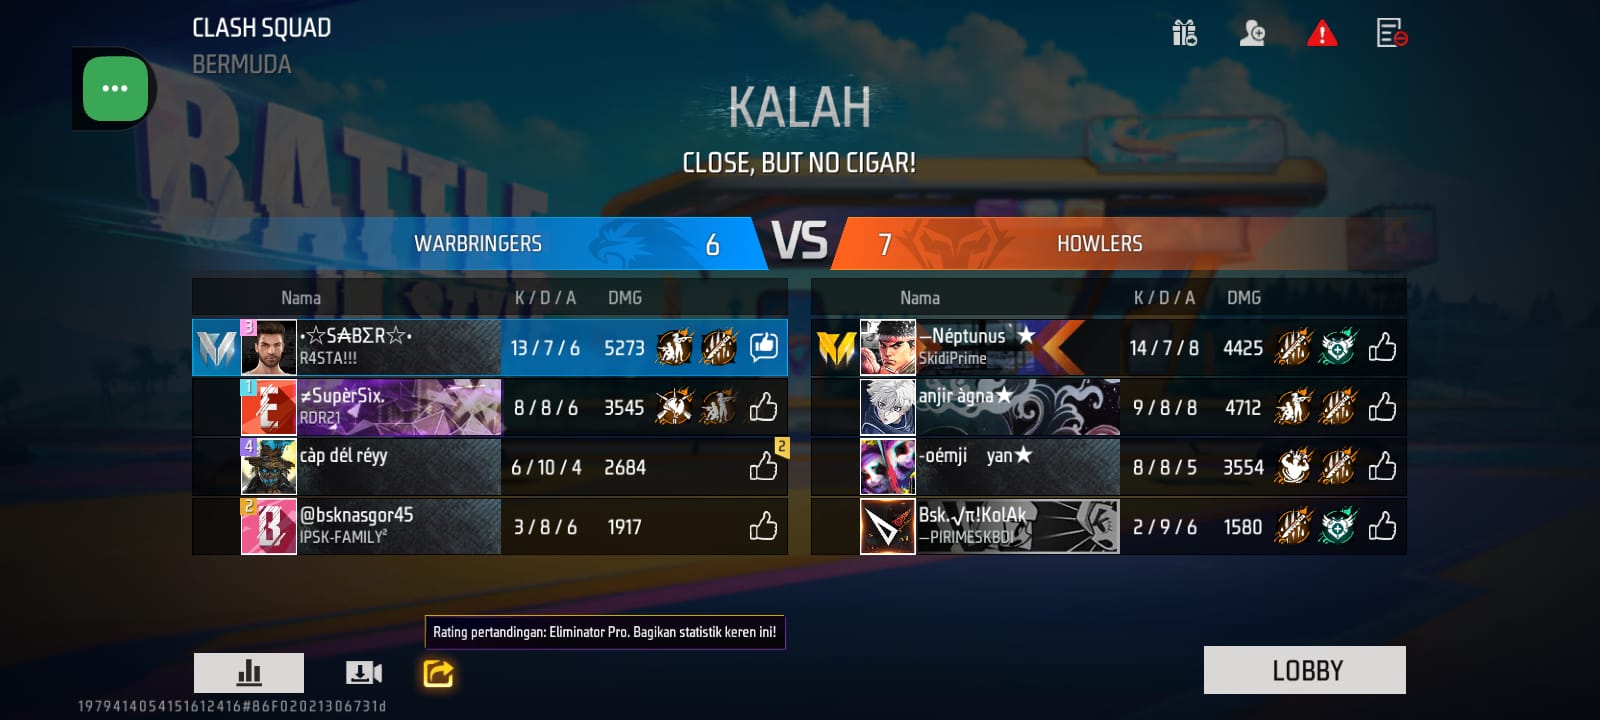 CLASH SQUAD
BERMUDA
KALAH
CLOSE, BUT NO CIGAR!
WARBRINGERS 6 VS 7 HOWLERS
Nama K / D / A DMG Nama K / D / A DMG
3 •☆S₳BΣR☆• 13 / 7 / 6 5273 —Néptunus`★ 14 / 7 / 8 4425
R4STA!!! SkidiPrime
1 ≠SupèrSìx. 8 / 8 / 6 3545 anjir àgna★ 9 / 8 / 8 4712
RDR21
4 càp dél réyy 6 / 10 / 4 2684 2 -oémji yan★ 8 / 8 / 5 3554
2 @bsknasgor45 3 / 8 / 6 1917 Bsk.√π!KolAk 2 / 9 / 6 1580
IPSK-FAMILY² —PIRIMESKBDI
Rating pertandingan: Eliminator Pro. Bagikan statistik keren ini!
LOBBY
1979414054151612416#86F02021306731d